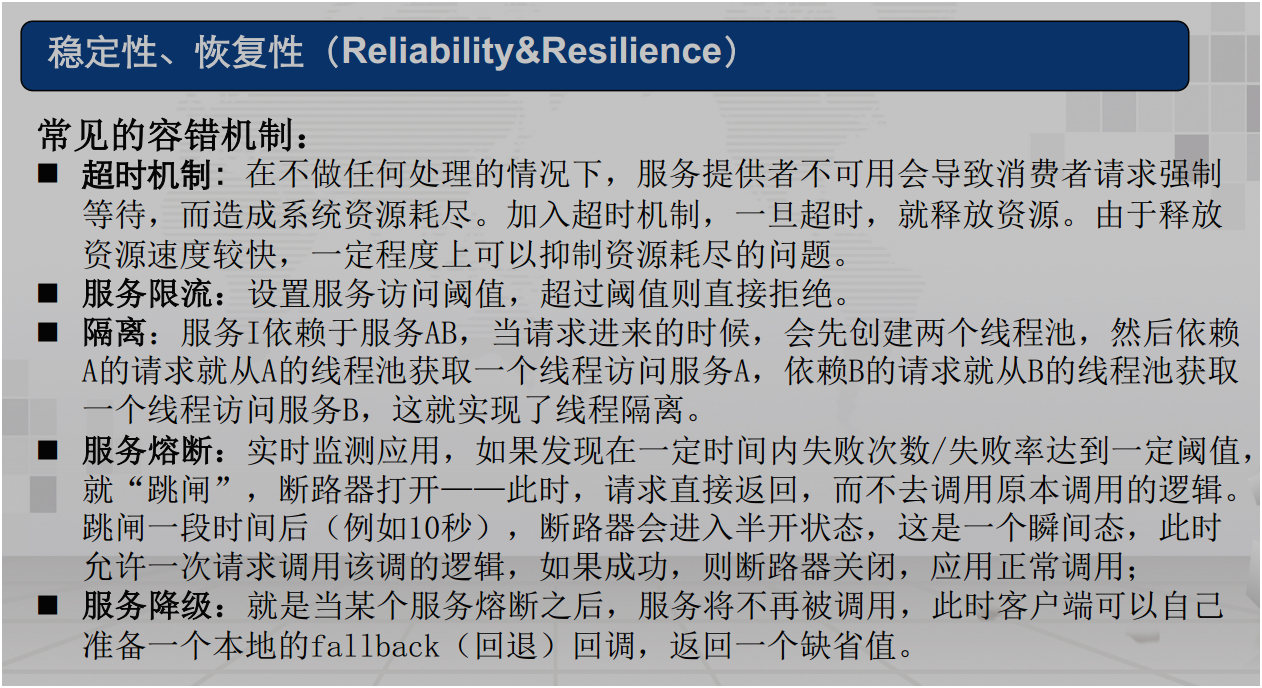 稳定性、恢复性（Reliability&Resilience）
常见的容错机制：
■ 超时机制：在不做任何处理的情况下，服务提供者不可用会导致消费者请求强制
等待，而造成系统资源耗尽。加入超时机制，一旦超时，就释放资源。由于释放
资源速度较快，一定程度上可以抑制资源耗尽的问题。
■ 服务限流：设置服务访问阈值，超过阈值则直接拒绝。
■ 隔离：服务I依赖于服务AB，当请求进来的时候，会先创建两个线程池，然后依赖
A的请求就从A的线程池获取一个线程访问服务A，依赖B的请求就从B的线程池获取
一个线程访问服务B，这就实现了线程隔离。
■ 服务熔断：实时监测应用，如果发现在一定时间内失败次数/失败率达到一定阈值，
就“跳闸”，断路器打开——此时，请求直接返回，而不去调用原本调用的逻辑。
跳闸一段时间后（例如10秒），断路器会进入半开状态，这是一个瞬间态，此时
允许一次请求调用该调的逻辑，如果成功，则断路器关闭，应用正常调用；
■ 服务降级：就是当某个服务熔断之后，服务将不再被调用，此时客户端可以自己
准备一个本地的fallback（回退）回调，返回一个缺省值。